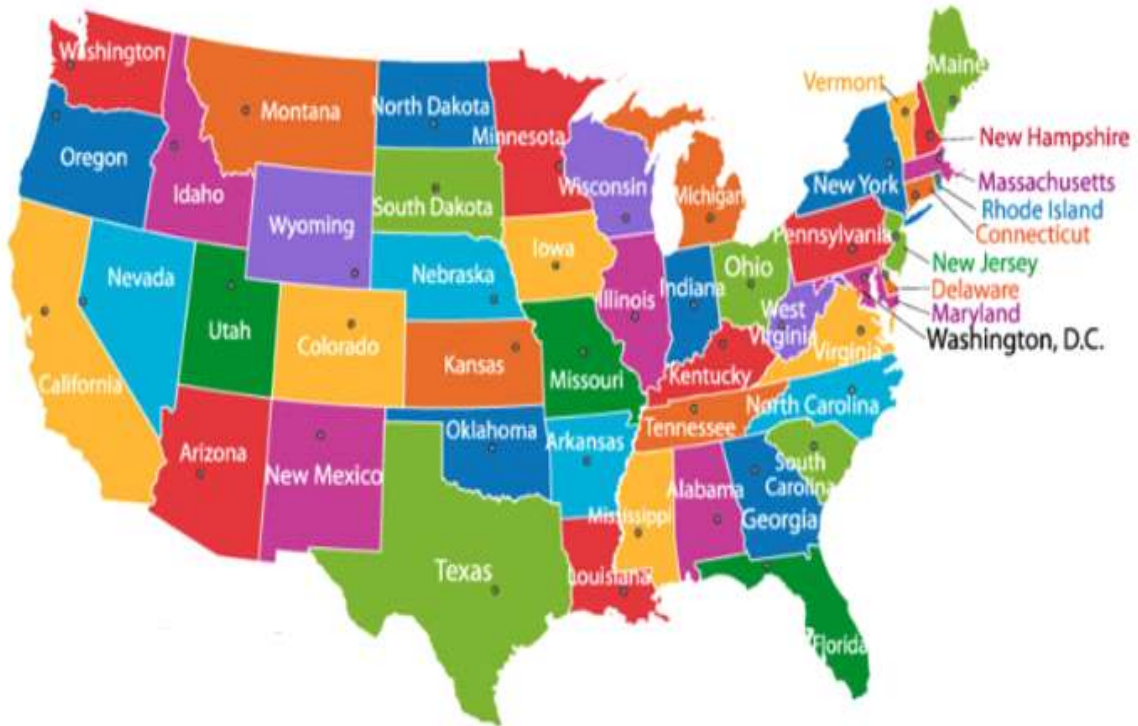 Washington
Montana
North Dakota
Minnesota
Vermont
Maine
Oregon
Idaho
Wyoming
South Dakota
Wisconsin
Michigan
New York
New Hampshire
Massachusetts
Rhode Island
Connecticut
Nevada
Utah
Colorado
Nebraska
Iowa
Illinois
Indiana
Ohio
Pennsylvania
New Jersey
Delaware
Maryland
Washington, D.C.
California
Kansas
Missouri
Kentucky
West
Virginia
Virginia
Arizona
New Mexico
Oklahoma
Arkansas
Tennessee
North Carolina
South
Carolina
Texas
Louisiana
Mississippi
Alabama
Georgia
Florida